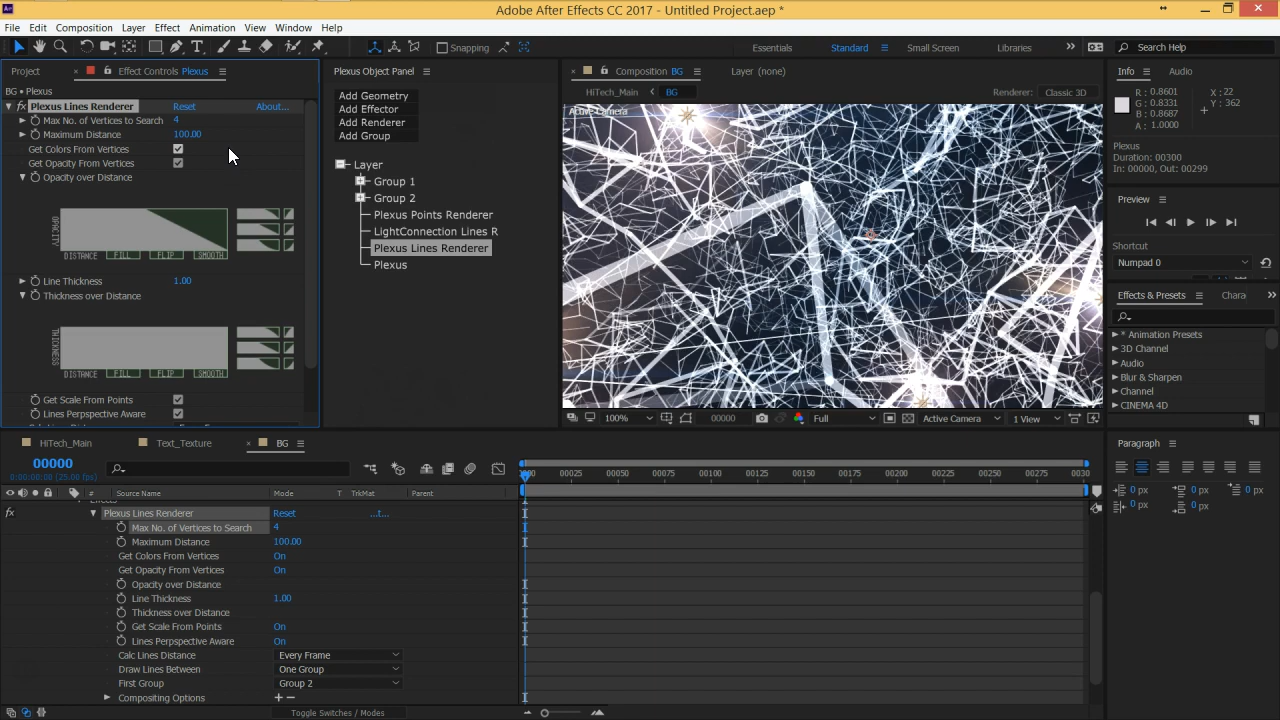 Adobe After Effects CC 2017 - Untitled Project.aep *
File Edit Composition Layer Effect Animation View Window Help
Snapping
Essentials Standard Small Screen Libraries
Search Help
Project
Effect Controls Plexus
BG • Plexus
Plexus Lines Renderer Reset About...
Max No. of Vertices to Search 4
Maximum Distance 100.00
Get Colors From Vertices
Get Opacity From Vertices
Opacity over Distance
OPACITY
DISTANCE FILL FLIP SMOOTH
Line Thickness 1.00
Thickness over Distance
THICKNESS
DISTANCE FILL FLIP SMOOTH
Get Scale From Points
Lines Perpspective Aware
Plexus Object Panel
Add Geometry
Add Effector
Add Renderer
Add Group
Layer
Group 1
Group 2
Plexus Points Renderer
LightConnection Lines R
Plexus Lines Renderer
Plexus
Composition BG
Layer (none)
HiTech_Main BG
Renderer: Classic 3D
Active Camera
100% 00000 Full Active Camera 1 View
Info Audio
R : 0.8601
G : 0.8331
B : 0.8687
A : 1.0000
X : 22
Y : 362
Plexus
Duration: 00300
In: 00000, Out: 00299
Preview
Shortcut
Numpad 0
Effects & Presets
Chara
* Animation Presets
3D Channel
Audio
Blur & Sharpen
Channel
CINEMA 4D
Paragraph
0 px 0 px 0 px
0 px 0 px
HiTech_Main Text_Texture BG
00000
0:00:00:00 (25.00 fps)
# Source Name Mode T TrkMat Parent
00025 00050 00075 00100 00125 00150 00175 00200 00225 00250 00275 0030
Effects
Plexus Lines Renderer Reset ...t...
Max No. of Vertices to Search 4
Maximum Distance 100.00
Get Colors From Vertices On
Get Opacity From Vertices On
Opacity over Distance
Line Thickness 1.00
Thickness over Distance
Get Scale From Points On
Lines Perpspective Aware On
Calc Lines Distance Every Frame
Draw Lines Between One Group
First Group Group 2
Compositing Options + −
Toggle Switches / Modes